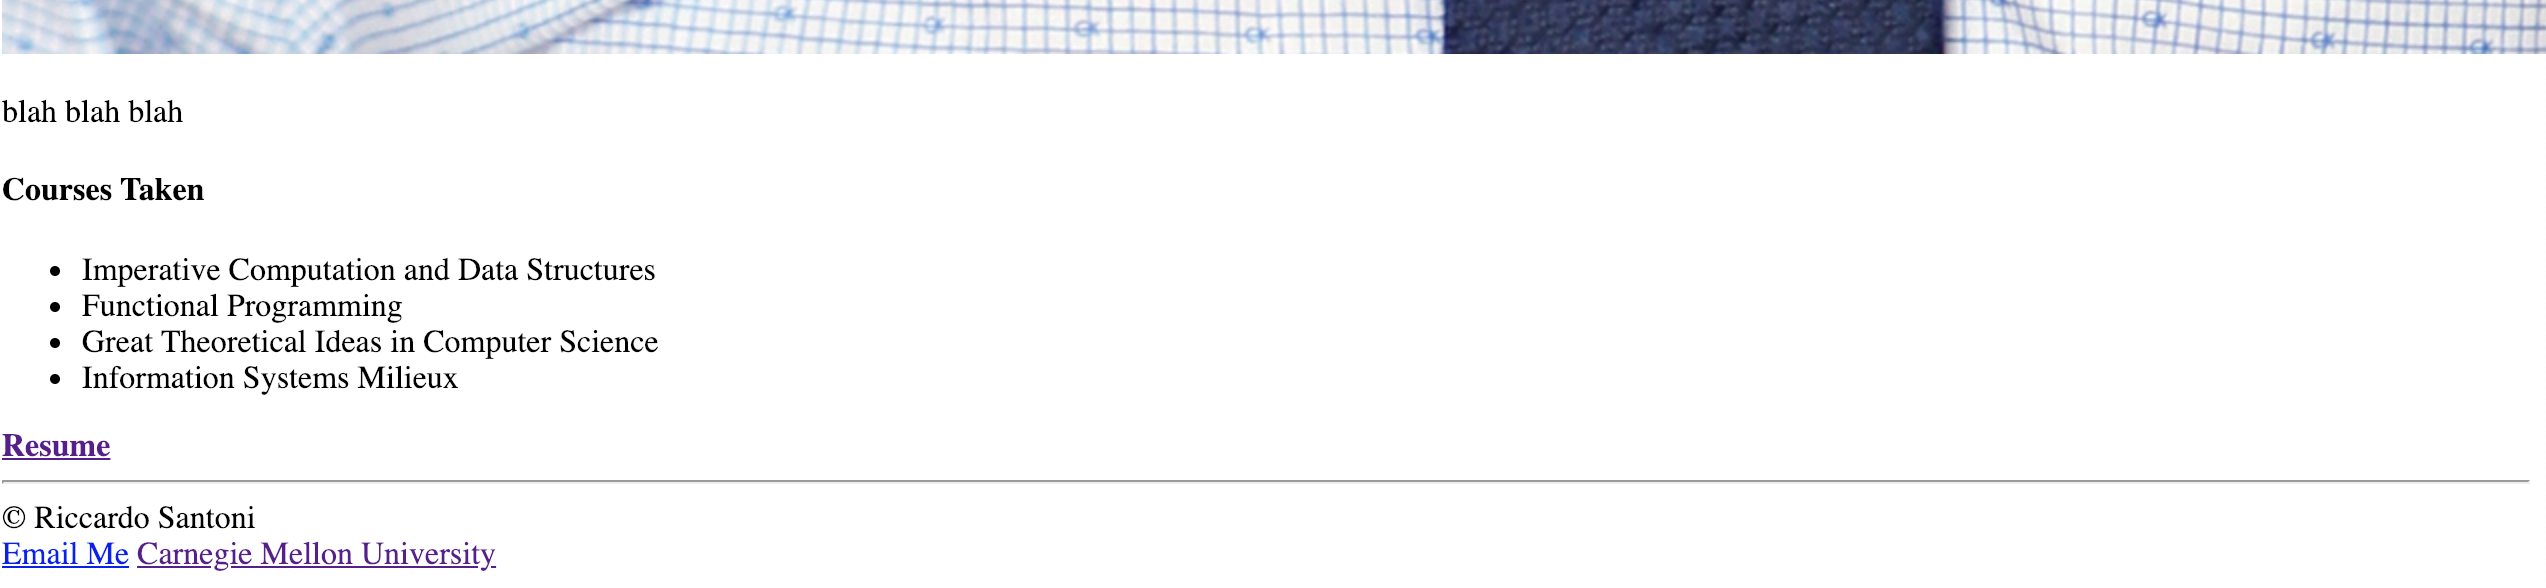 blah blah blah
Courses Taken
Imperative Computation and Data Structures
Functional Programming
Great Theoretical Ideas in Computer Science
Information Systems Milieux
Resume
© Riccardo Santoni
Email Me Carnegie Mellon University